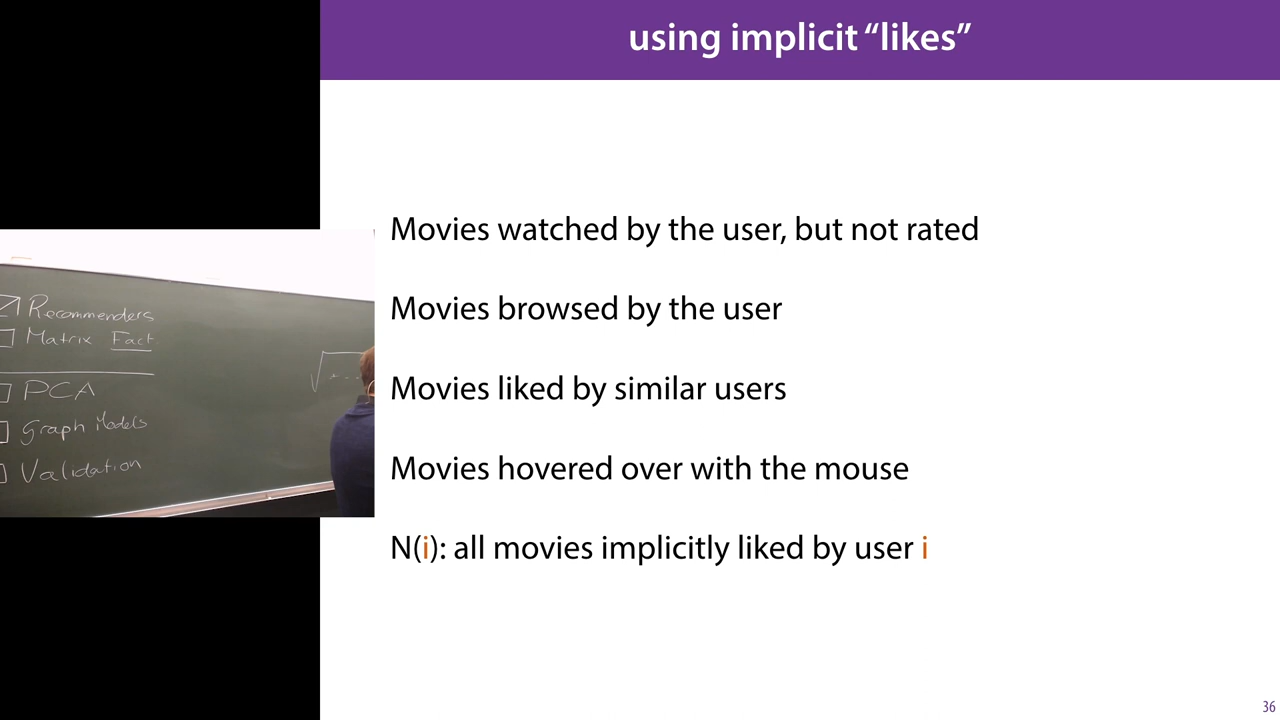 using implicit “likes”
Recommenders
Matrix Fact.
PCA
Graph Models
Validation
Movies watched by the user, but not rated
Movies browsed by the user
Movies liked by similar users
Movies hovered over with the mouse
N(i): all movies implicitly liked by user i
36